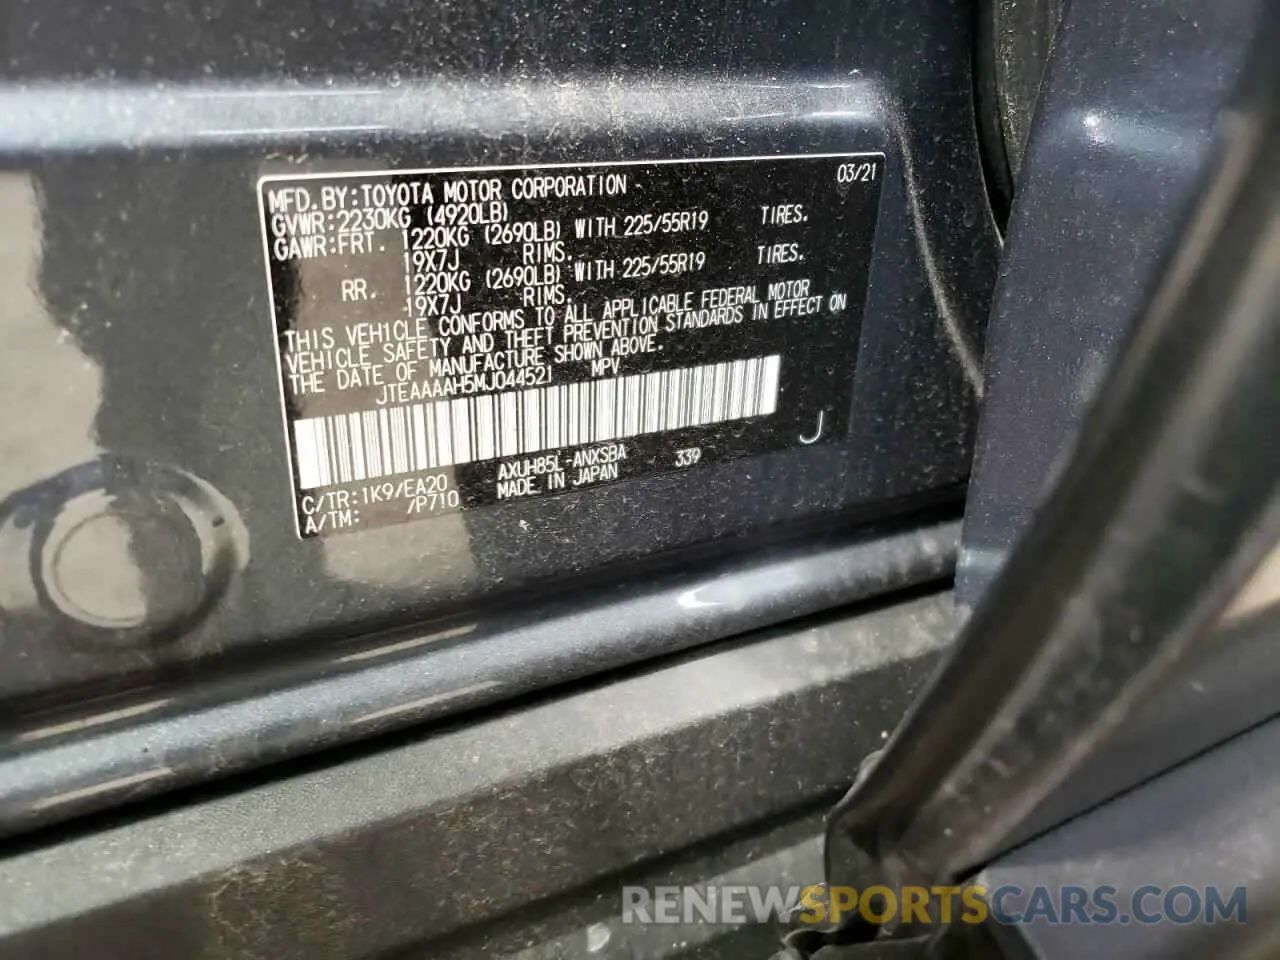 MFD. BY: TOYOTA MOTOR CORPORATION 03/21
GVWR: 2230KG (4920LB)
GAWR: FRT. 1220KG (2690LB) WITH 225/55R19 TIRES.
19X7J RIMS.
RR. 1220KG (2690LB) WITH 225/55R19 TIRES.
19X7J RIMS.
THIS VEHICLE CONFORMS TO ALL APPLICABLE FEDERAL MOTOR
VEHICLE SAFETY AND THEFT PREVENTION STANDARDS IN EFFECT ON
THE DATE OF MANUFACTURE SHOWN ABOVE.
JTEAAAAH5MJ044521 MPV
J
C/TR: 1K9/EA20 AXUH85L-ANXSBA 339
A/TM: /P710 MADE IN JAPAN
RENEWSPORTSCARS.COM